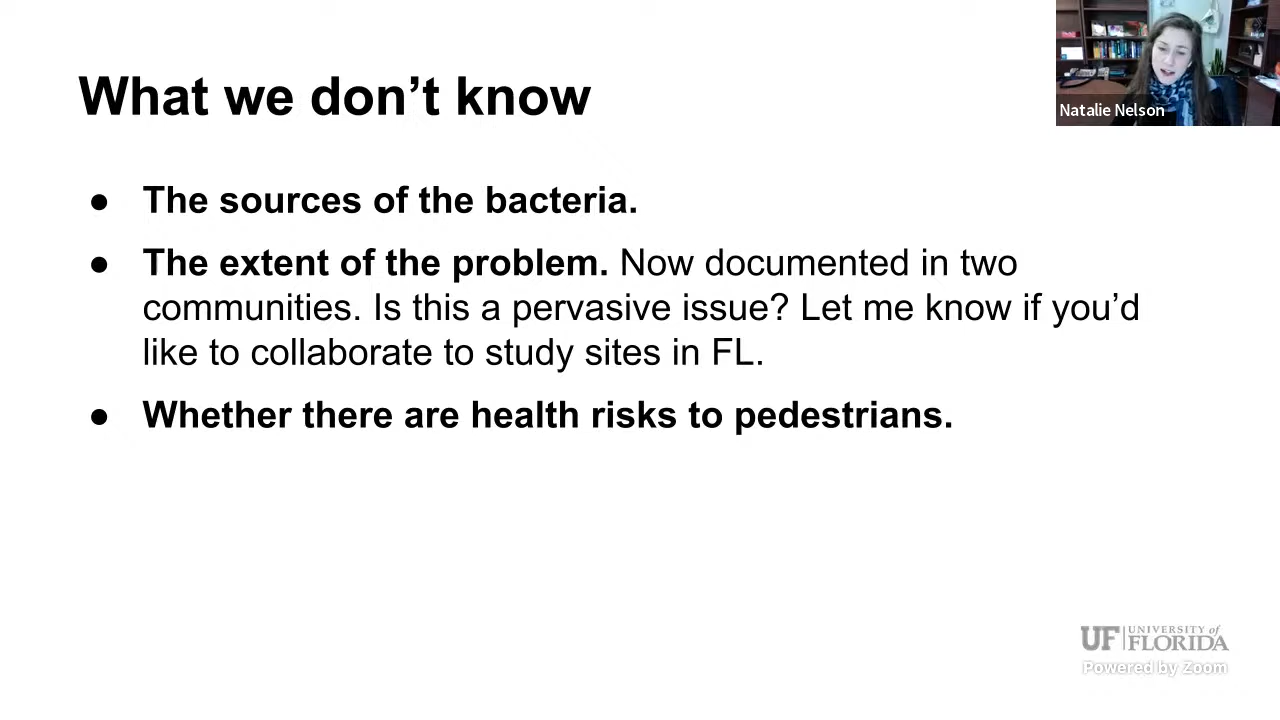 What we don’t know
Natalie Nelson
● The sources of the bacteria.
● The extent of the problem. Now documented in two
communities. Is this a pervasive issue? Let me know if you’d
like to collaborate to study sites in FL.
● Whether there are health risks to pedestrians.
UF UNIVERSITY of
FLORIDA
Powered by Zoom